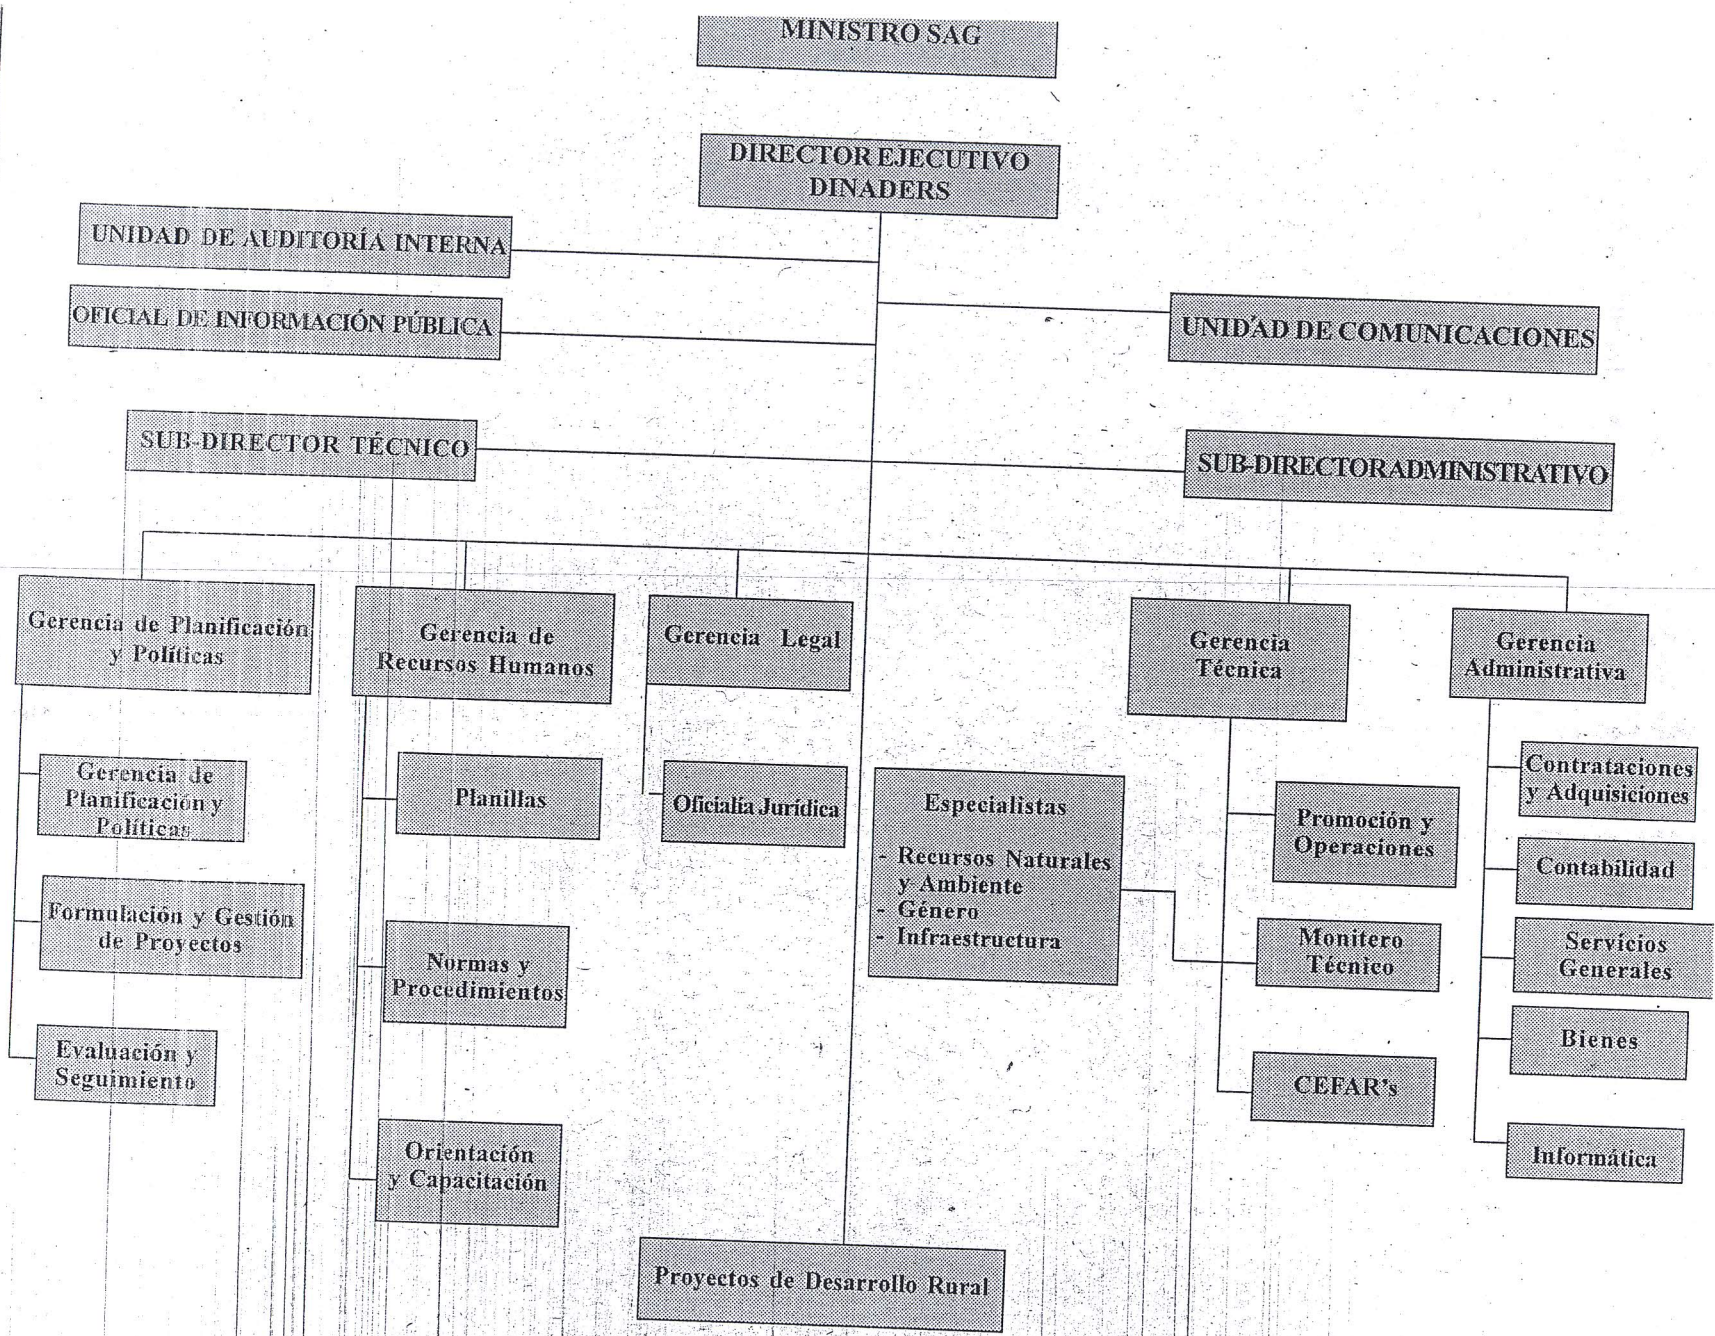 MINISTRO SAG
DIRECTOR EJECUTIVO
DINADERS
UNIDAD DE AUDITORÍA INTERNA
OFICIAL DE INFORMACIÓN PÚBLICA
UNIDAD DE COMUNICACIONES
SUB-DIRECTOR TÉCNICO
SUB-DIRECTOR ADMINISTRATIVO
Gerencia de Planificación
y Políticas
Gerencia de
Recursos Humanos
Gerencia Legal
Gerencia
Técnica
Gerencia
Administrativa
Gerencia de
Planificación y
Políticas
Formulación y Gestión
de Proyectos
Evaluación y
Seguimiento
Planillas
Normas y
Procedimientos
Orientación
y Capacitación
Oficialía Jurídica
Especialistas
- Recursos Naturales
y Ambiente
- Género
- Infraestructura
Promoción y
Operaciones
Monitero
Técnico
CEFAR's
Contrataciones
y Adquisiciones
Contabilidad
Servicios
Generales
Bienes
Informática
Proyectos de Desarrollo Rural